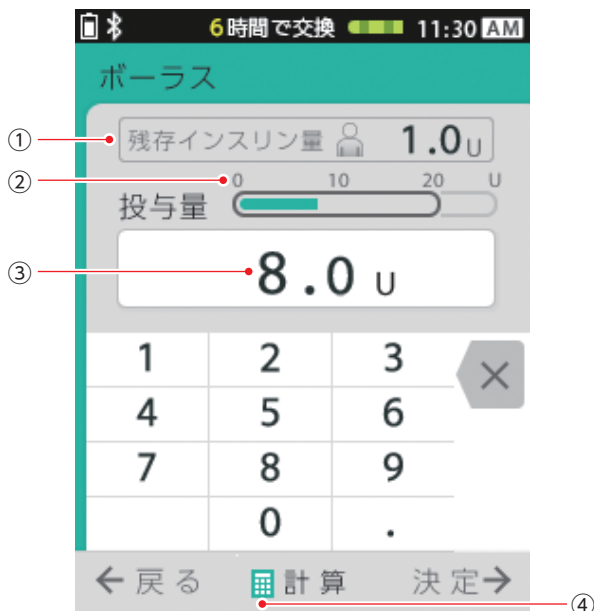 6時間で交換 11:30 AM
ボーラス
① 残存インスリン量 1.0U
② 0 10 20 U
投与量
③ 8.0 U
1 2 3
4 5 6
7 8 9
0 .
← 戻る 計算 決定 →
④